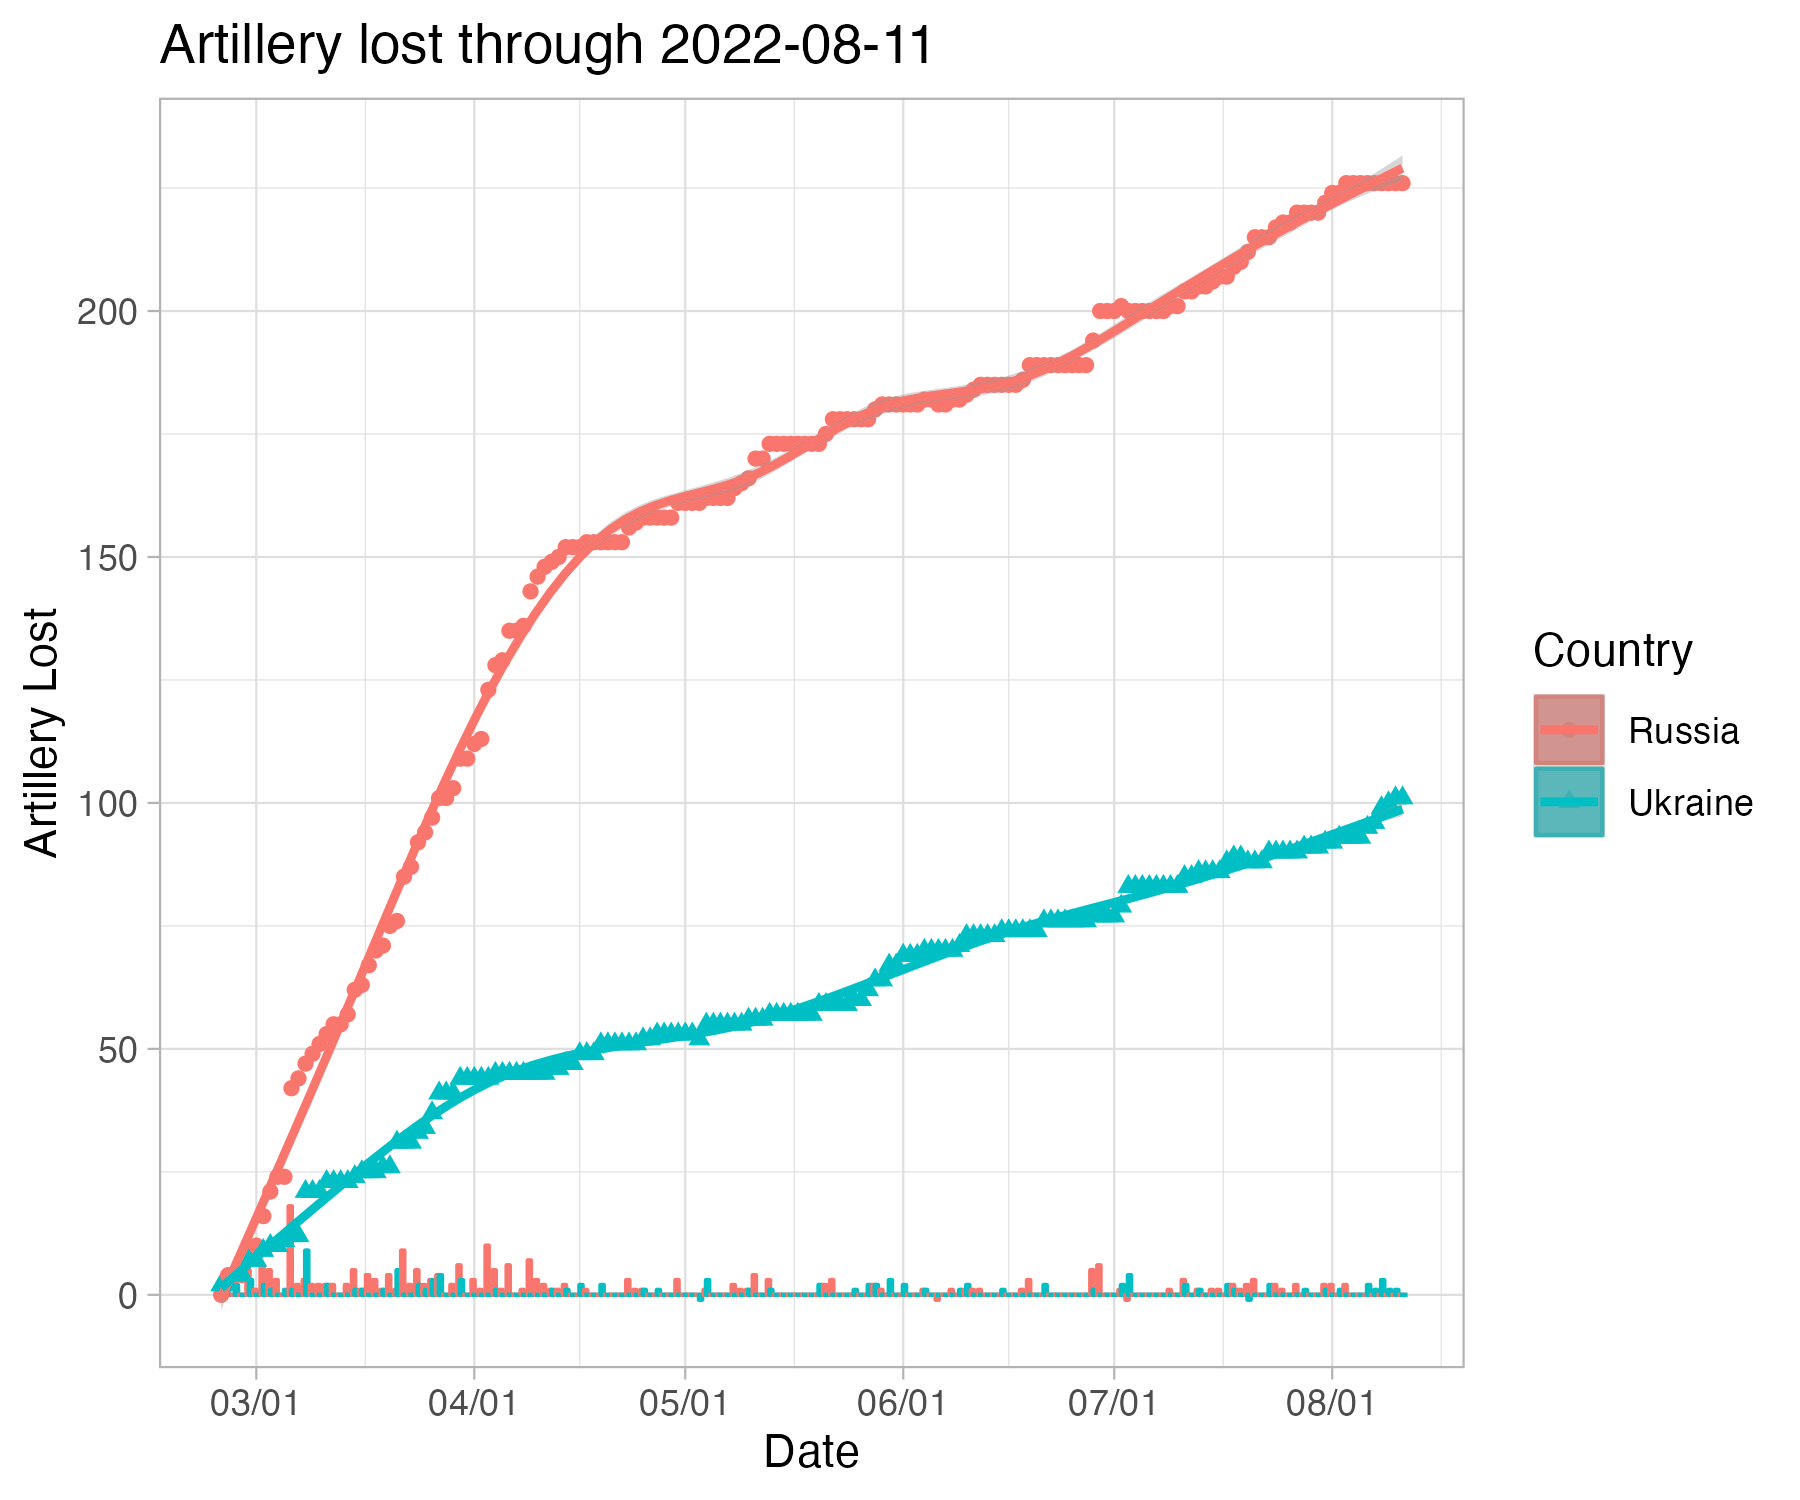 Artillery lost through 2022-08-11
Artillery Lost
200
150
100
50
0
03/01 04/01 05/01 06/01 07/01 08/01
Date
Country
Russia
Ukraine